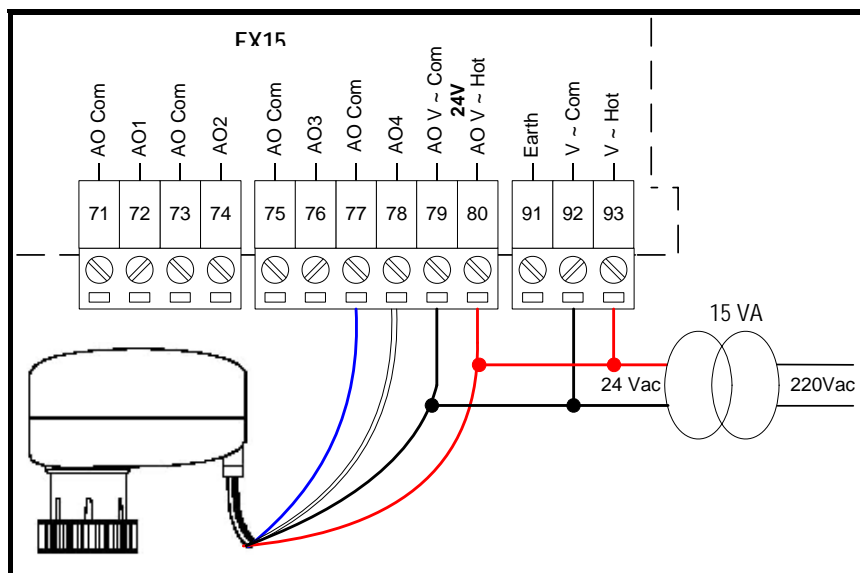 EX15
AO Com
AO1
AO Com
AO2
AO Com
AO3
AO Com
AO4
AO V ~ Com
24V
AO V ~ Hot
Earth
V ~ Com
V ~ Hot
71 72 73 74 75 76 77 78 79 80 91 92 93
15 VA
24 Vac 220Vac